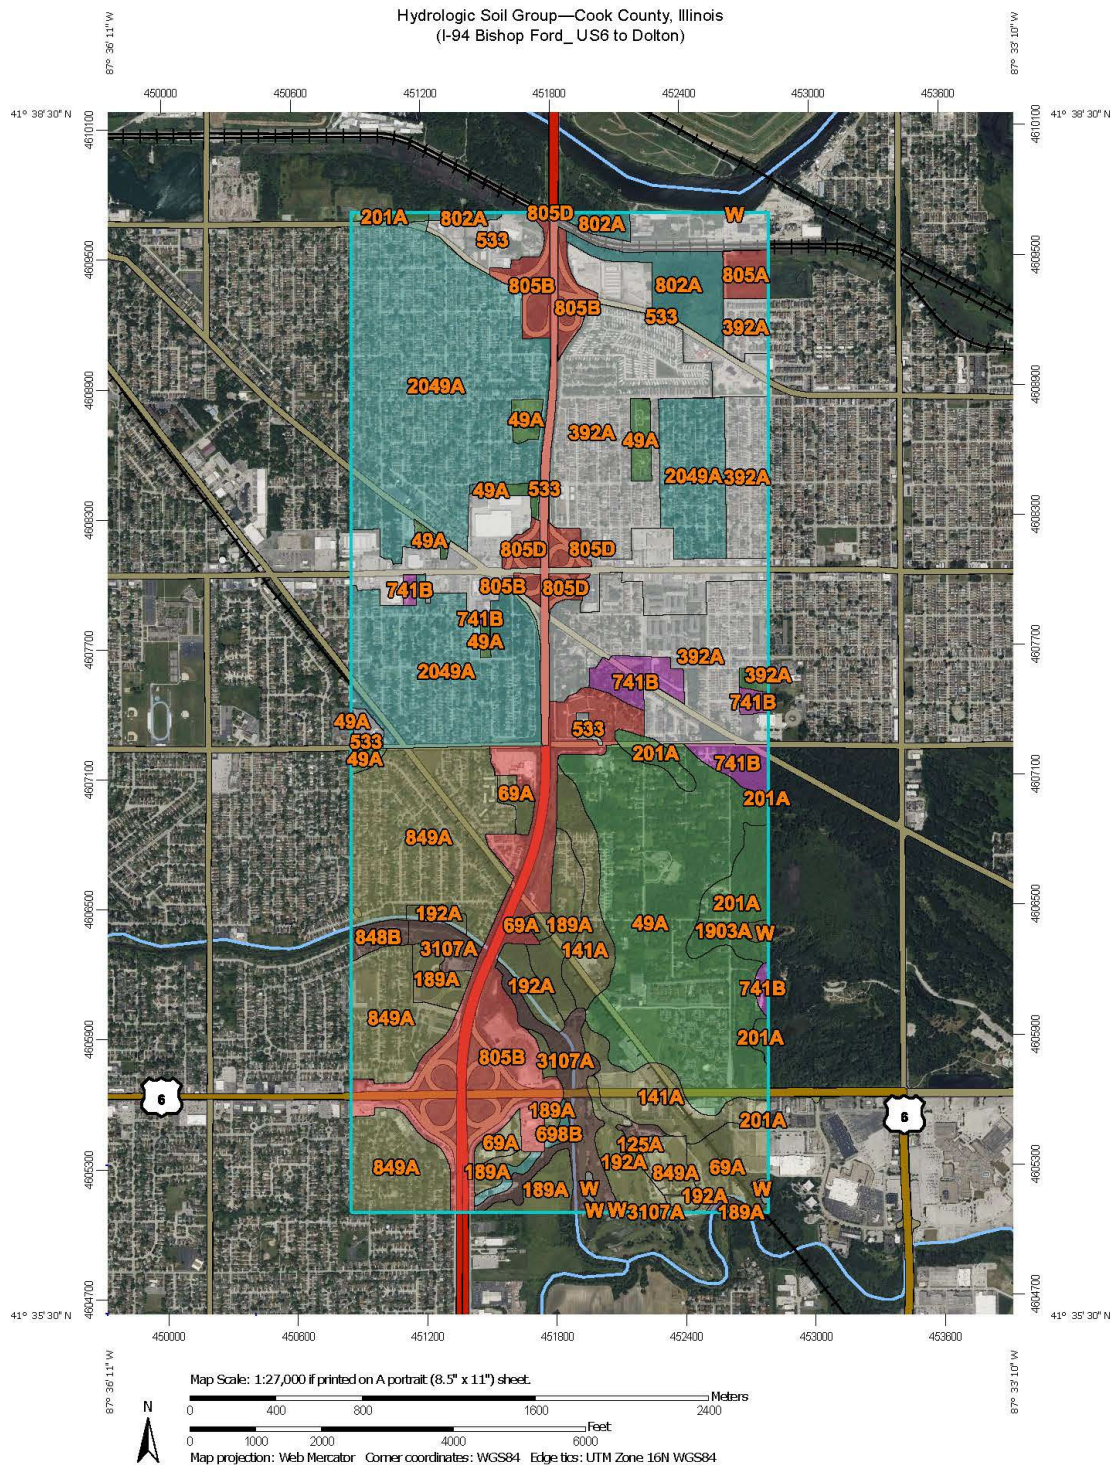 Hydrologic Soil Group—Cook County, Illinois
(I-94 Bishop Ford_ US6 to Dolton)
87° 36' 11" W
87° 33' 10" W
450000 450600 451200 451800 452400 453000 453600
41° 38' 30" N
41° 38' 30" N
4610100
4610100
201A
802A
805D
802A
W
533
4609500
4609500
805B
802A
805A
805B
533
392A
4608900
4608900
2049A
49A
392A
49A
2049A
392A
49A
533
4608300
4608300
49A
805D
805D
741B
805B
805D
741B
49A
4607700
4607700
392A
2049A
741B
392A
741B
49A
533
533
49A
201A
741B
4607100
4607100
69A
201A
849A
192A
201A
4606500
4606500
848B
69A
189A
49A
1903A
W
3107A
141A
189A
192A
741B
849A
4605900
4605900
201A
805B
3107A
6
141A
6
189A
201A
698B
69A
125A
849A
189A
192A
849A
69A
4605300
4605300
189A
W
192A
W
W
W
3107A
189A
4604700
4604700
41° 35' 30" N
41° 35' 30" N
450000 450600 451200 451800 452400 453000 453600
87° 36' 11" W
87° 33' 10" W
Map Scale: 1:27,000 if printed on A portrait (8.5" x 11") sheet.
Meters
0 400 800 1600 2400
N
Feet
0 1000 2000 4000 6000
Map projection: Web Mercator Corner coordinates: WGS84 Edge tics: UTM Zone 16N WGS84